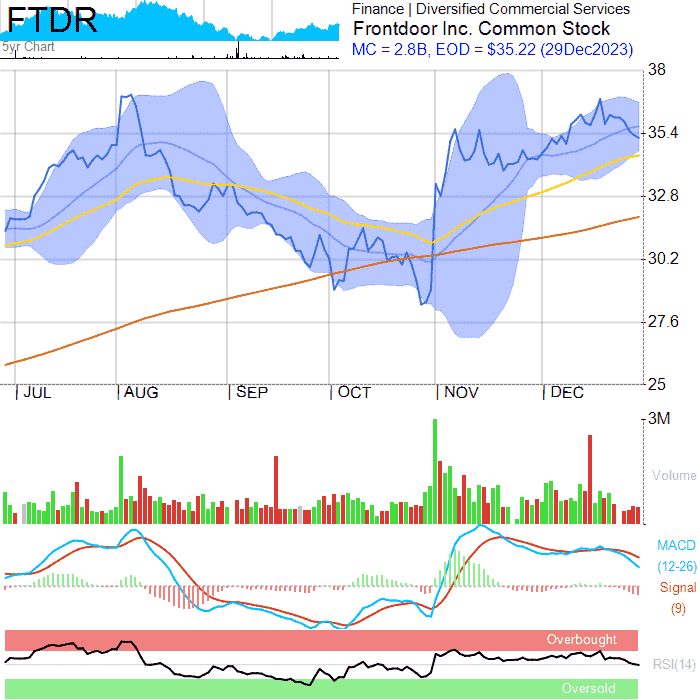 FTDR
5yr Chart
Finance | Diversified Commercial Services
Frontdoor Inc. Common Stock
MC = 2.8B, EOD = $35.22 (29Dec2023)
38
35.4
32.8
30.2
27.6
25
JUL AUG SEP OCT NOV DEC
3M
Volume
MACD
(12-26)
Signal
(9)
Overbought
RSI(14)
Oversold